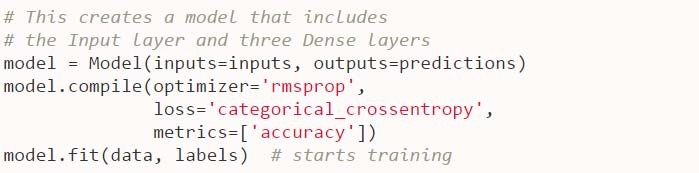 # This creates a model that includes
# the Input layer and three Dense layers
model = Model(inputs=inputs, outputs=predictions)
model.compile(optimizer='rmsprop',
              loss='categorical_crossentropy',
              metrics=['accuracy'])
model.fit(data, labels)  # starts training